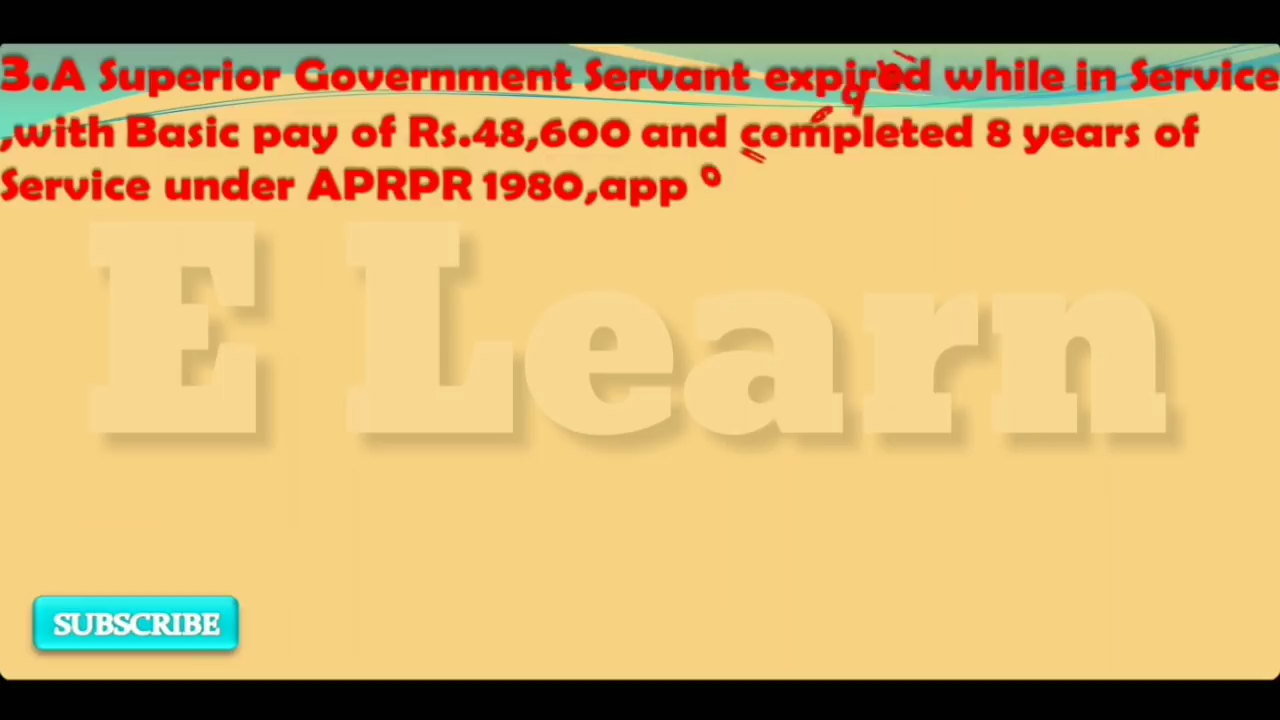 3.A Superior Government Servant expired while in Service
,with Basic pay of Rs.48,600 and completed 8 years of
Service under APRPR 1980,app
E Learn
SUBSCRIBE